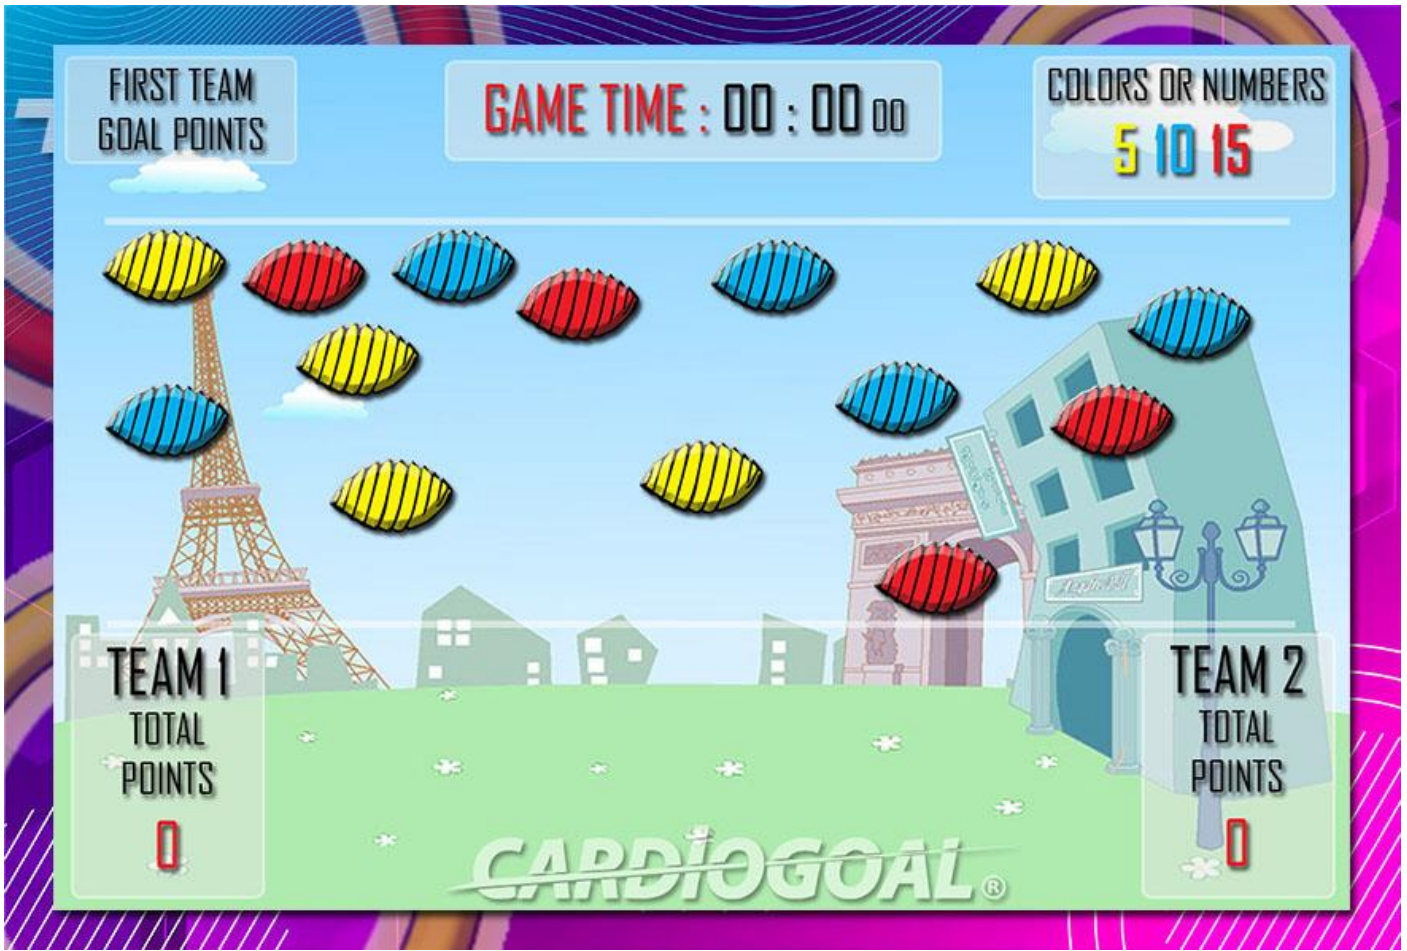 FIRST TEAM
GOAL POINTS
GAME TIME : 00 : 00 00
COLORS OR NUMBERS
5 10 15
TEAM 1
TOTAL
POINTS
0
TEAM 2
TOTAL
POINTS
0
CARDIOGOAL ®